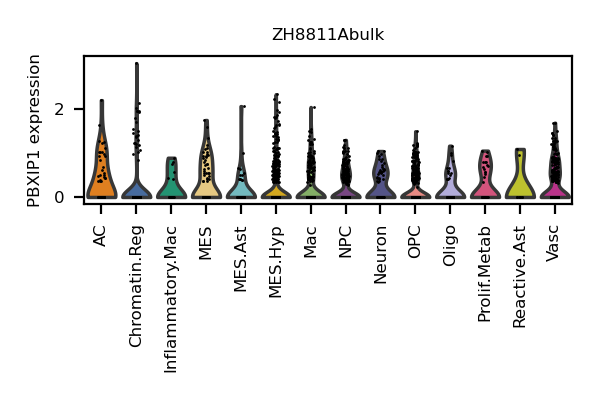 ZH8811Abulk
PBXIP1 expression
2
0
AC
Chromatin.Reg
Inflammatory.Mac
MES
MES.Ast
MES.Hyp
Mac
NPC
Neuron
OPC
Oligo
Prolif.Metab
Reactive.Ast
Vasc